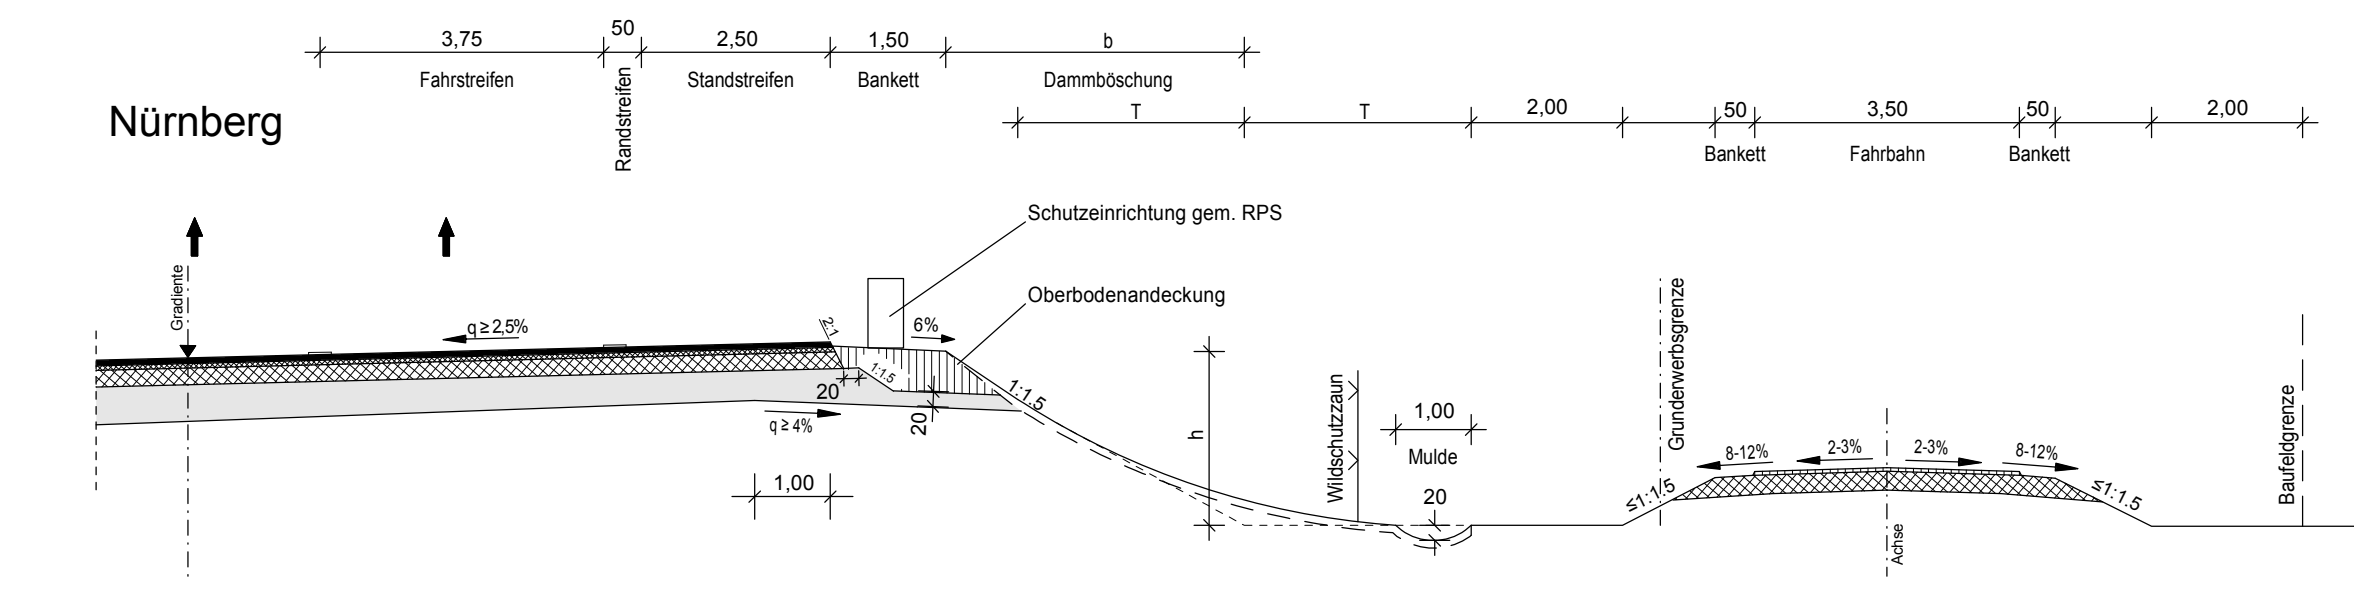 3,75
50
2,50
1,50
b
Fahrstreifen
Randstreifen
Standstreifen
Bankett
Dammböschung
Nürnberg
T
T
2,00
50
3,50
50
2,00
Bankett
Fahrbahn
Bankett
Schutzeinrichtung gem. RPS
Oberbodenandeckung
Gradiente
q ≥ 2,5%
2:1
6%
1:1.5
20
20
1:1.5
q ≥ 4%
1,00
h
Wildschutzzaun
1,00
Mulde
20
Grunderwerbsgrenze
8-12%
2-3%
2-3%
8-12%
≤1:1.5
≤1:1.5
Achse
Baufeldgrenze